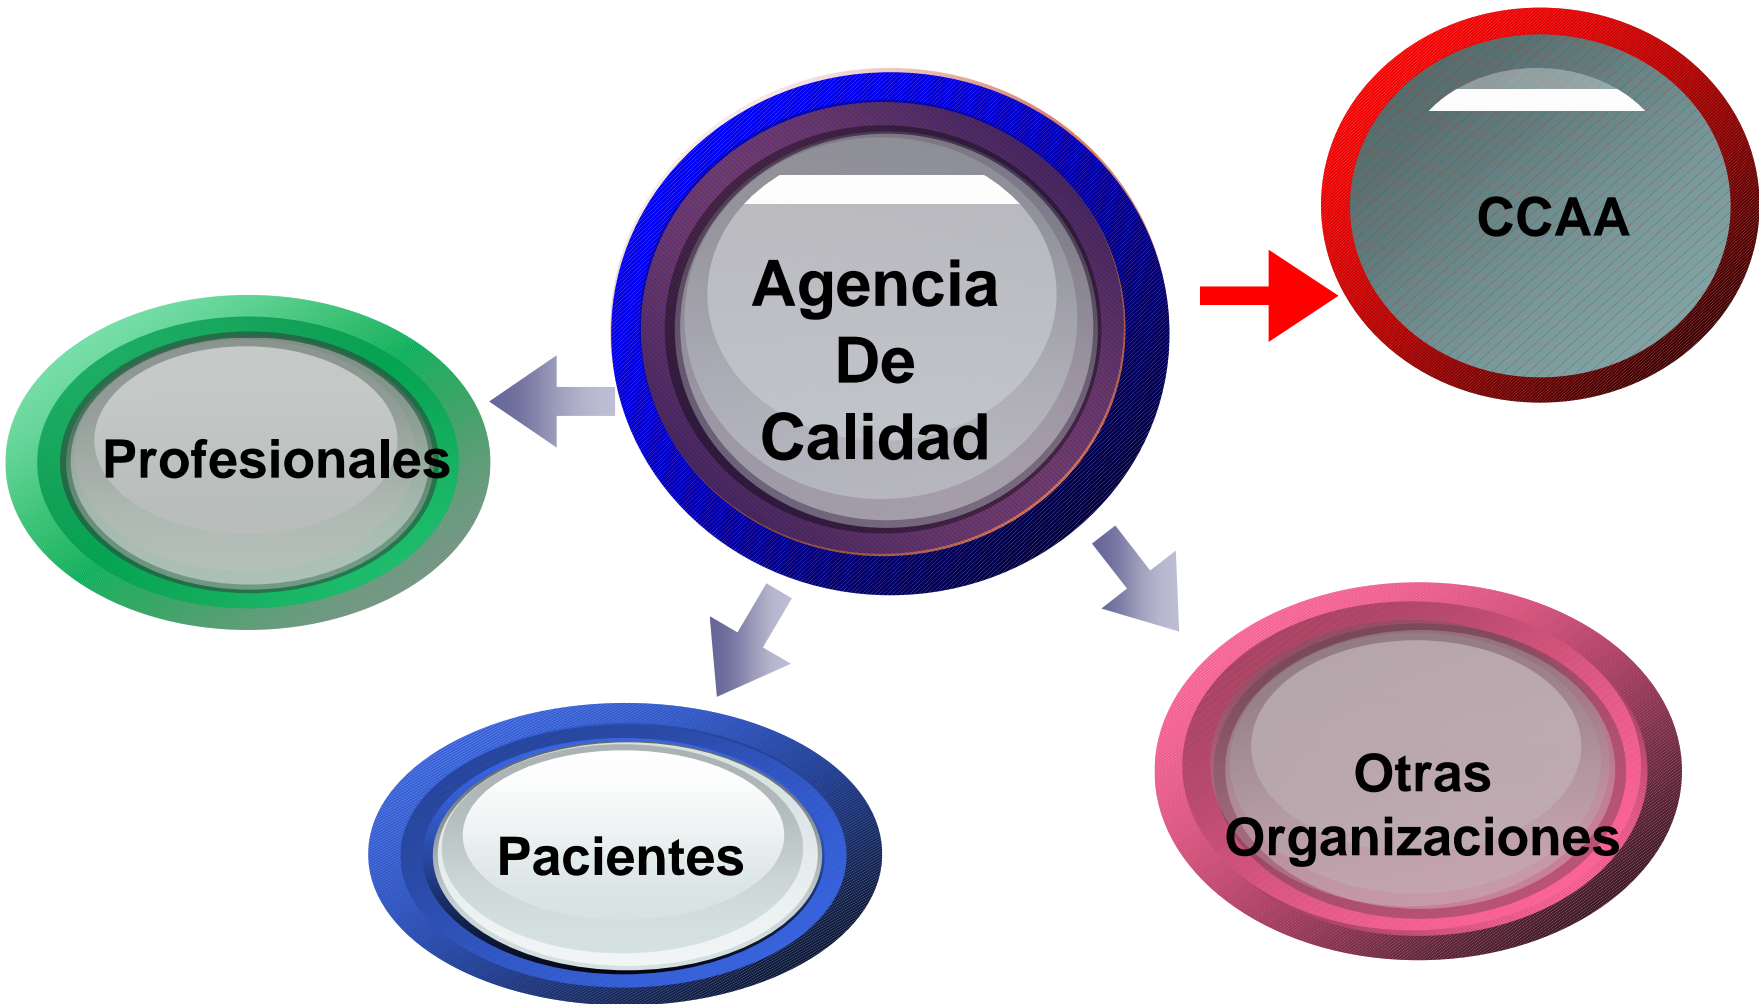 CCAA
Agencia
De
Calidad
Profesionales
Otras
Organizaciones
Pacientes